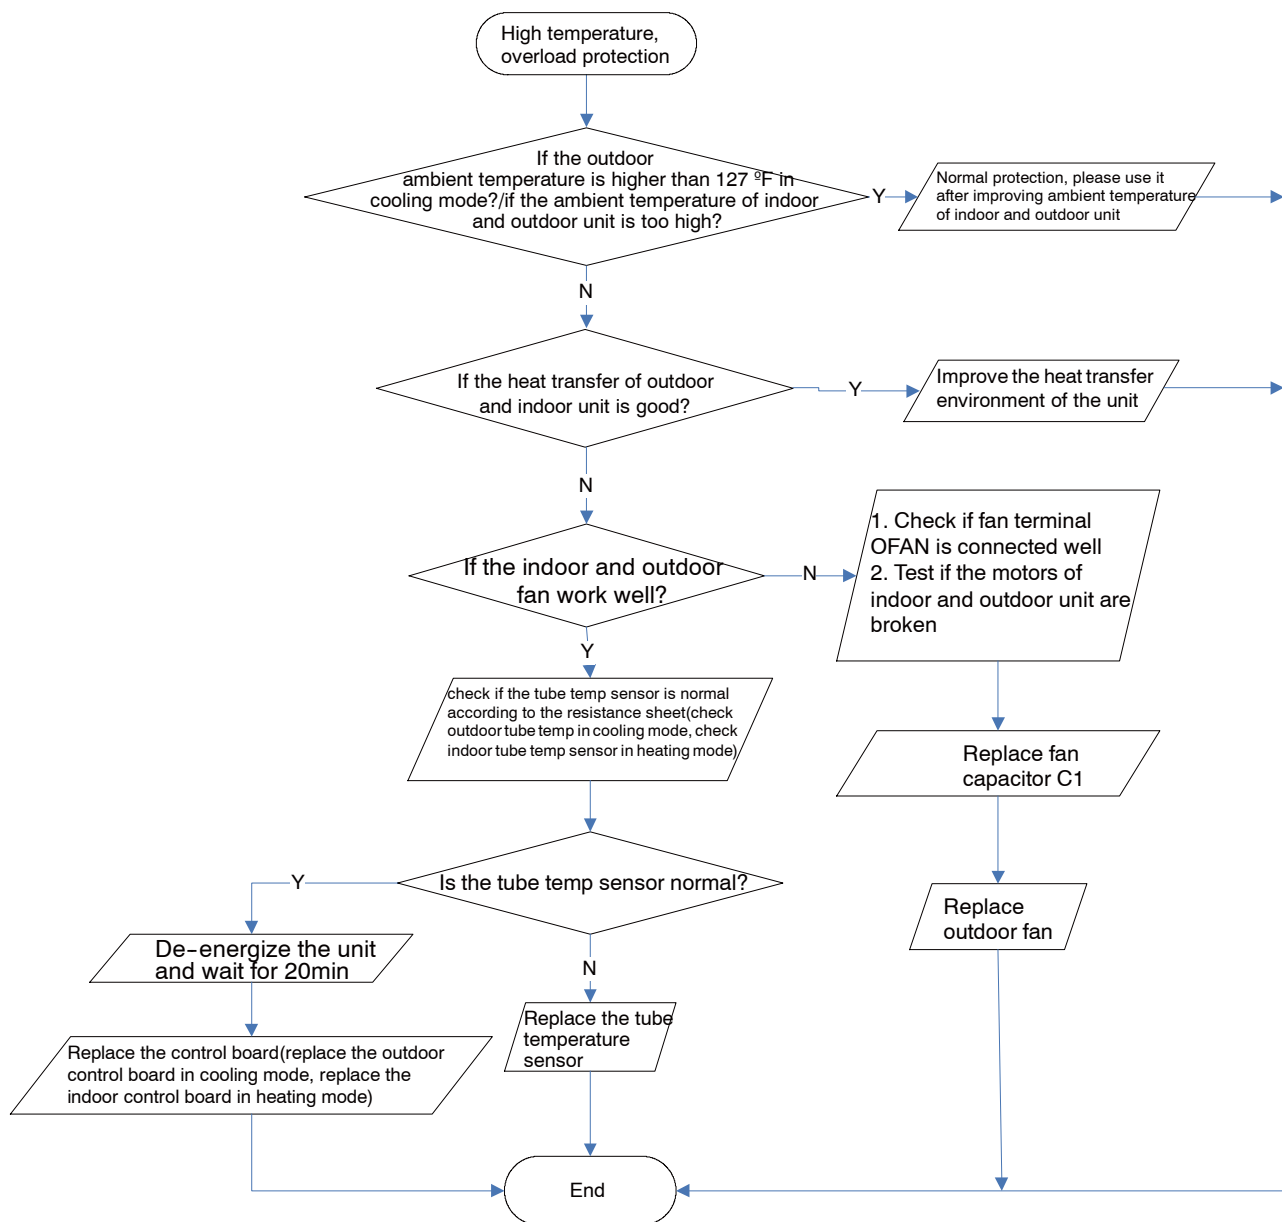 High temperature,
overload protection
If the outdoor
ambient temperature is higher than 127 ºF in
cooling mode?/if the ambient temperature of indoor
and outdoor unit is too high?
Y
Normal protection, please use it
after improving ambient temperature
of indoor and outdoor unit
N
If the heat transfer of outdoor
and indoor unit is good?
Y
Improve the heat transfer
environment of the unit
N
If the indoor and outdoor
fan work well?
N
1. Check if fan terminal
OFAN is connected well
2. Test if the motors of
indoor and outdoor unit are
broken
Y
check if the tube temp sensor is normal
according to the resistance sheet(check
outdoor tube temp in cooling mode, check
indoor tube temp sensor in heating mode)
Replace fan
capacitor C1
Is the tube temp sensor normal?
Y
Replace
outdoor fan
De-energize the unit
and wait for 20min
N
Replace the tube
temperature
sensor
Replace the control board(replace the outdoor
control board in cooling mode, replace the
indoor control board in heating mode)
End